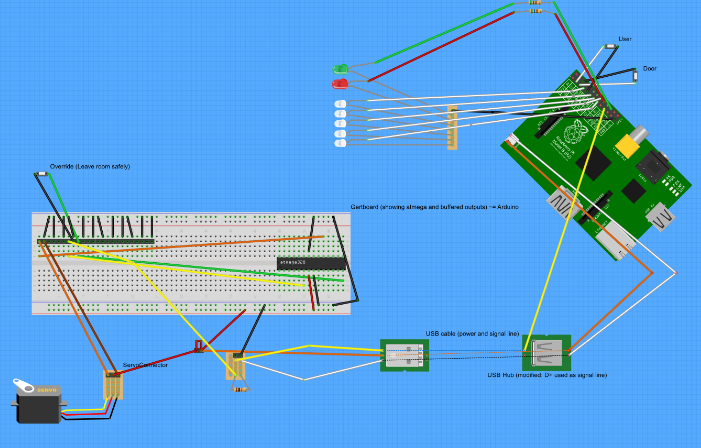 User
Door
Override (Leave room safely)
Gertboard (showing atmega and buffered outputs) ~= Arduino
atmega328
USB cable (power and signal line)
ServoConnector
USB Hub (modified: D+ used as signal line)